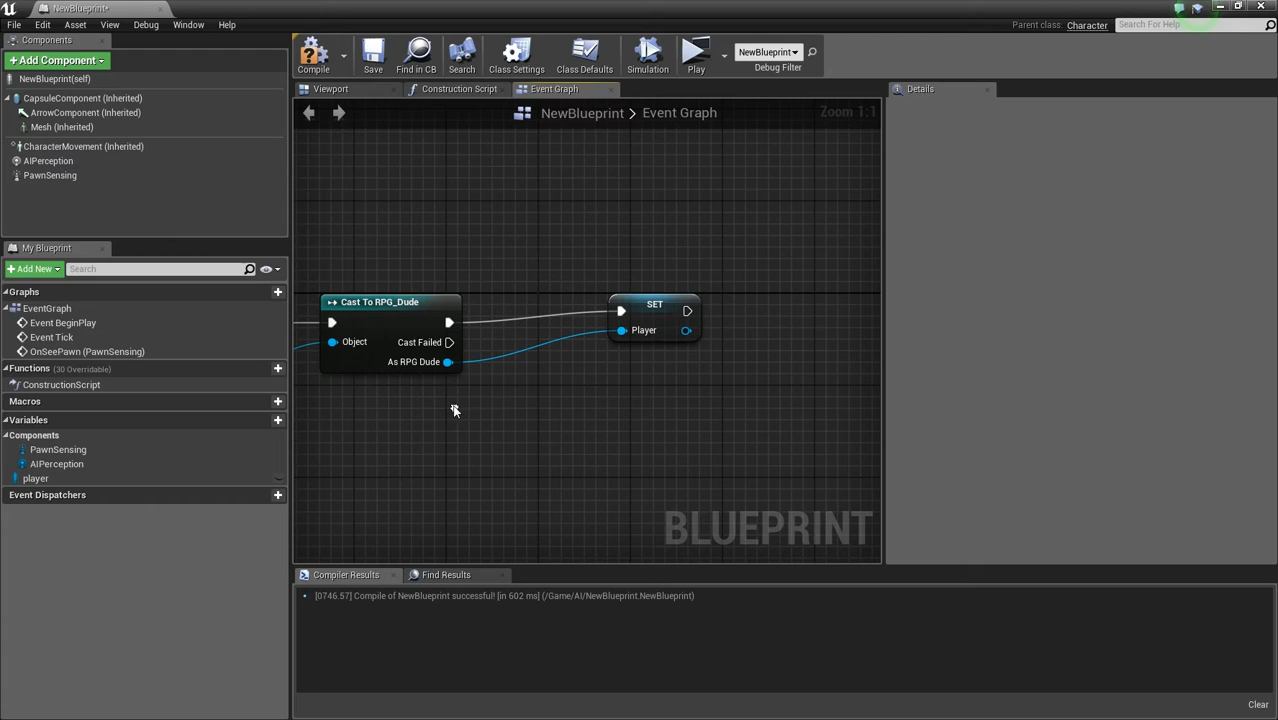 NewBlueprint*
File Edit Asset View Debug Window Help
Parent class: Character
Search For Help
Components
+Add Component
NewBlueprint(self)
CapsuleComponent (Inherited)
ArrowComponent (Inherited)
Mesh (Inherited)
CharacterMovement (Inherited)
AIPerception
PawnSensing
My Blueprint
+Add New
Search
Graphs
EventGraph
Event BeginPlay
Event Tick
OnSeePawn (PawnSensing)
Functions (30 Overridable)
ConstructionScript
Macros
Variables
Components
PawnSensing
AIPerception
player
Event Dispatchers
Compile
Save
Find in CB
Search
Class Settings
Class Defaults
Simulation
Play
NewBlueprint
Debug Filter
Viewport
Construction Script
Event Graph
NewBlueprint > Event Graph
Zoom 1:1
Cast To RPG_Dude
Object
Cast Failed
As RPG Dude
SET
Player
BLUEPRINT
Details
Compiler Results
Find Results
[0746.57] Compile of NewBlueprint successful! [in 602 ms] (/Game/AI/NewBlueprint.NewBlueprint)
Clear